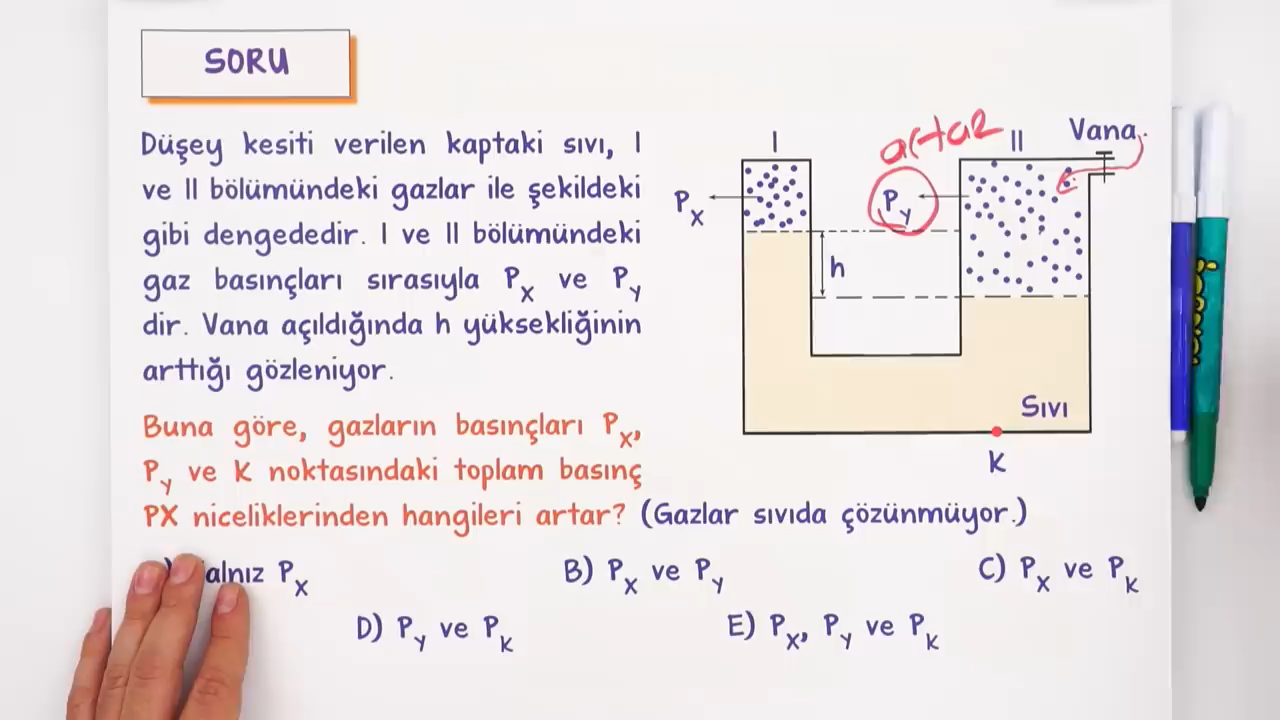 SORU
Düşey kesiti verilen kaptaki sıvı, I
ve II bölümündeki gazlar ile şekildeki
gibi dengededir. I ve II bölümündeki
gaz basınçları sırasıyla Px ve Py
dir. Vana açıldığında h yüksekliğinin
arttığı gözleniyor.
Buna göre, gazların basınçları Px,
Py ve K noktasındaki toplam basınç
PX niceliklerinden hangileri artar? (Gazlar sıvıda çözünmüyor.)
I
artar
II
Vana
Px
Py
h
Sıvı
K
alnız Px
B) Px ve Py
C) Px ve Pk
D) Py ve Pk
E) Px, Py ve Pk